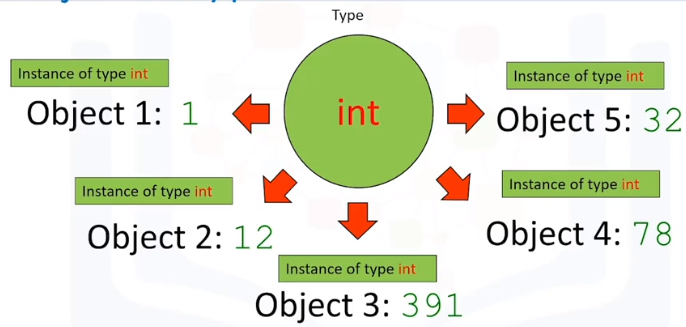 Type
int
Instance of type int
Object 1: 1
Instance of type int
Object 2: 12
Instance of type int
Object 3: 391
Instance of type int
Object 4: 78
Instance of type int
Object 5: 32